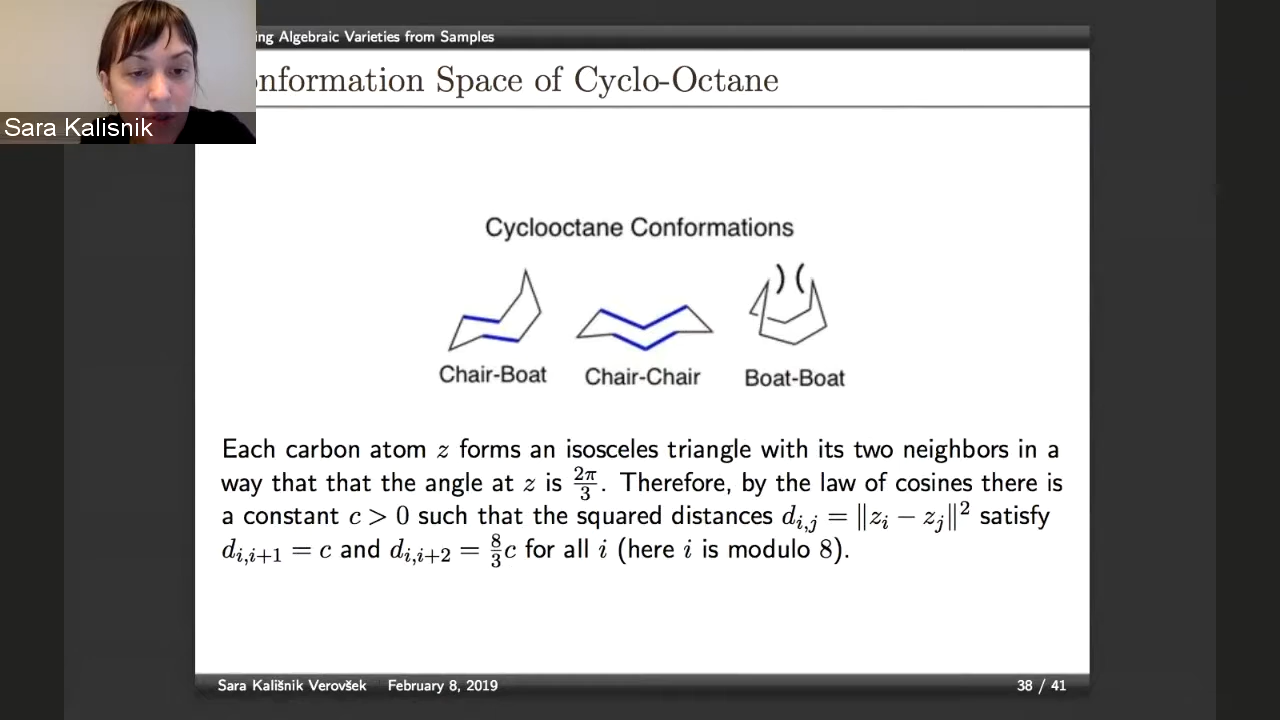 ing Algebraic Varieties from Samples
onformation Space of Cyclo-Octane
Sara Kalisnik
Cyclooctane Conformations
Chair-Boat Chair-Chair Boat-Boat
Each carbon atom z forms an isosceles triangle with its two neighbors in a
way that that the angle at z is 2π/3. Therefore, by the law of cosines there is
a constant c > 0 such that the squared distances d_{i,j} = ‖z_i − z_j‖² satisfy
d_{i,i+1} = c and d_{i,i+2} = 8/3 c for all i (here i is modulo 8).
Sara Kališnik Verovšek February 8, 2019 38 / 41